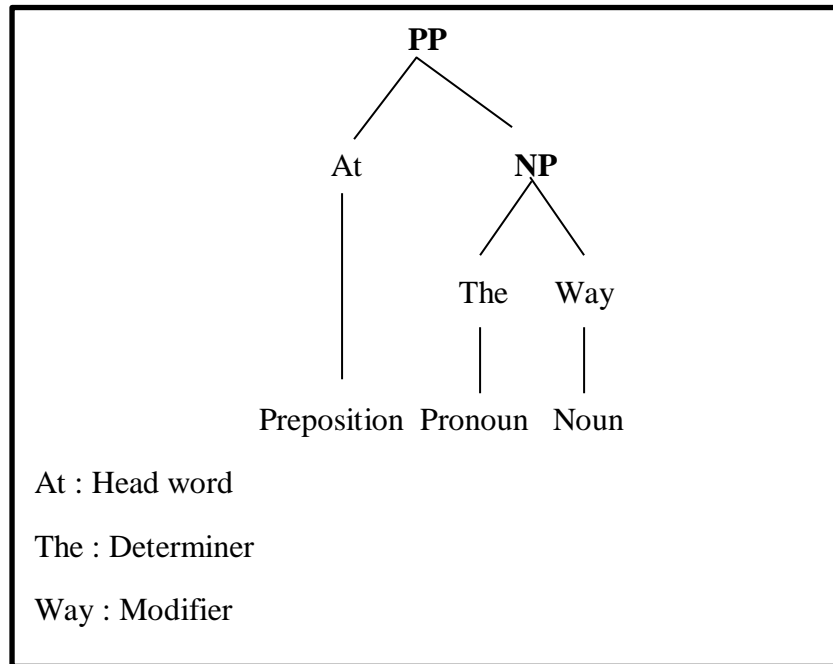 PP
At NP
The Way
Preposition Pronoun Noun
At : Head word
The : Determiner
Way : Modifier